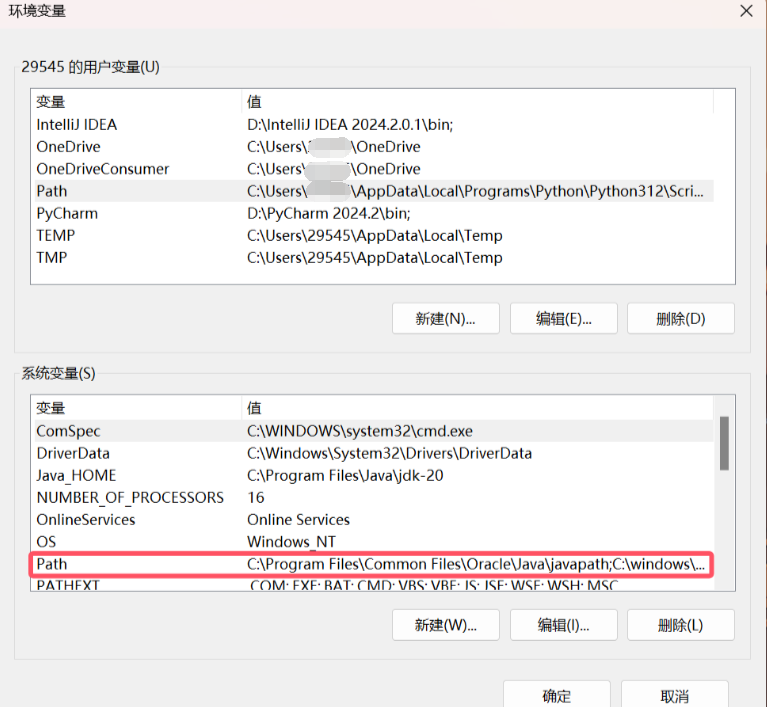 环境变量
29545 的用户变量(U)
变量 值
IntelliJ IDEA D:\IntelliJ IDEA 2024.2.0.1\bin;
OneDrive C:\Users\ \OneDrive
OneDriveConsumer C:\Users\ \OneDrive
Path C:\Users\ \AppData\Local\Programs\Python\Python312\Scri...
PyCharm D:\PyCharm 2024.2\bin;
TEMP C:\Users\29545\AppData\Local\Temp
TMP C:\Users\29545\AppData\Local\Temp
新建(N)... 编辑(E)... 删除(D)
系统变量(S)
变量 值
ComSpec C:\WINDOWS\system32\cmd.exe
DriverData C:\Windows\System32\Drivers\DriverData
Java_HOME C:\Program Files\Java\jdk-20
NUMBER_OF_PROCESSORS 16
OnlineServices Online Services
OS Windows_NT
Path C:\Program Files\Common Files\Oracle\Java\javapath;C:\windows\...
PATHEXT .COM;.EXE;.BAT;.CMD;.VBS;.VBE;.JS;.JSE;.WSF;.WSH;.MSC
新建(W)... 编辑(I)... 删除(L)
确定 取消